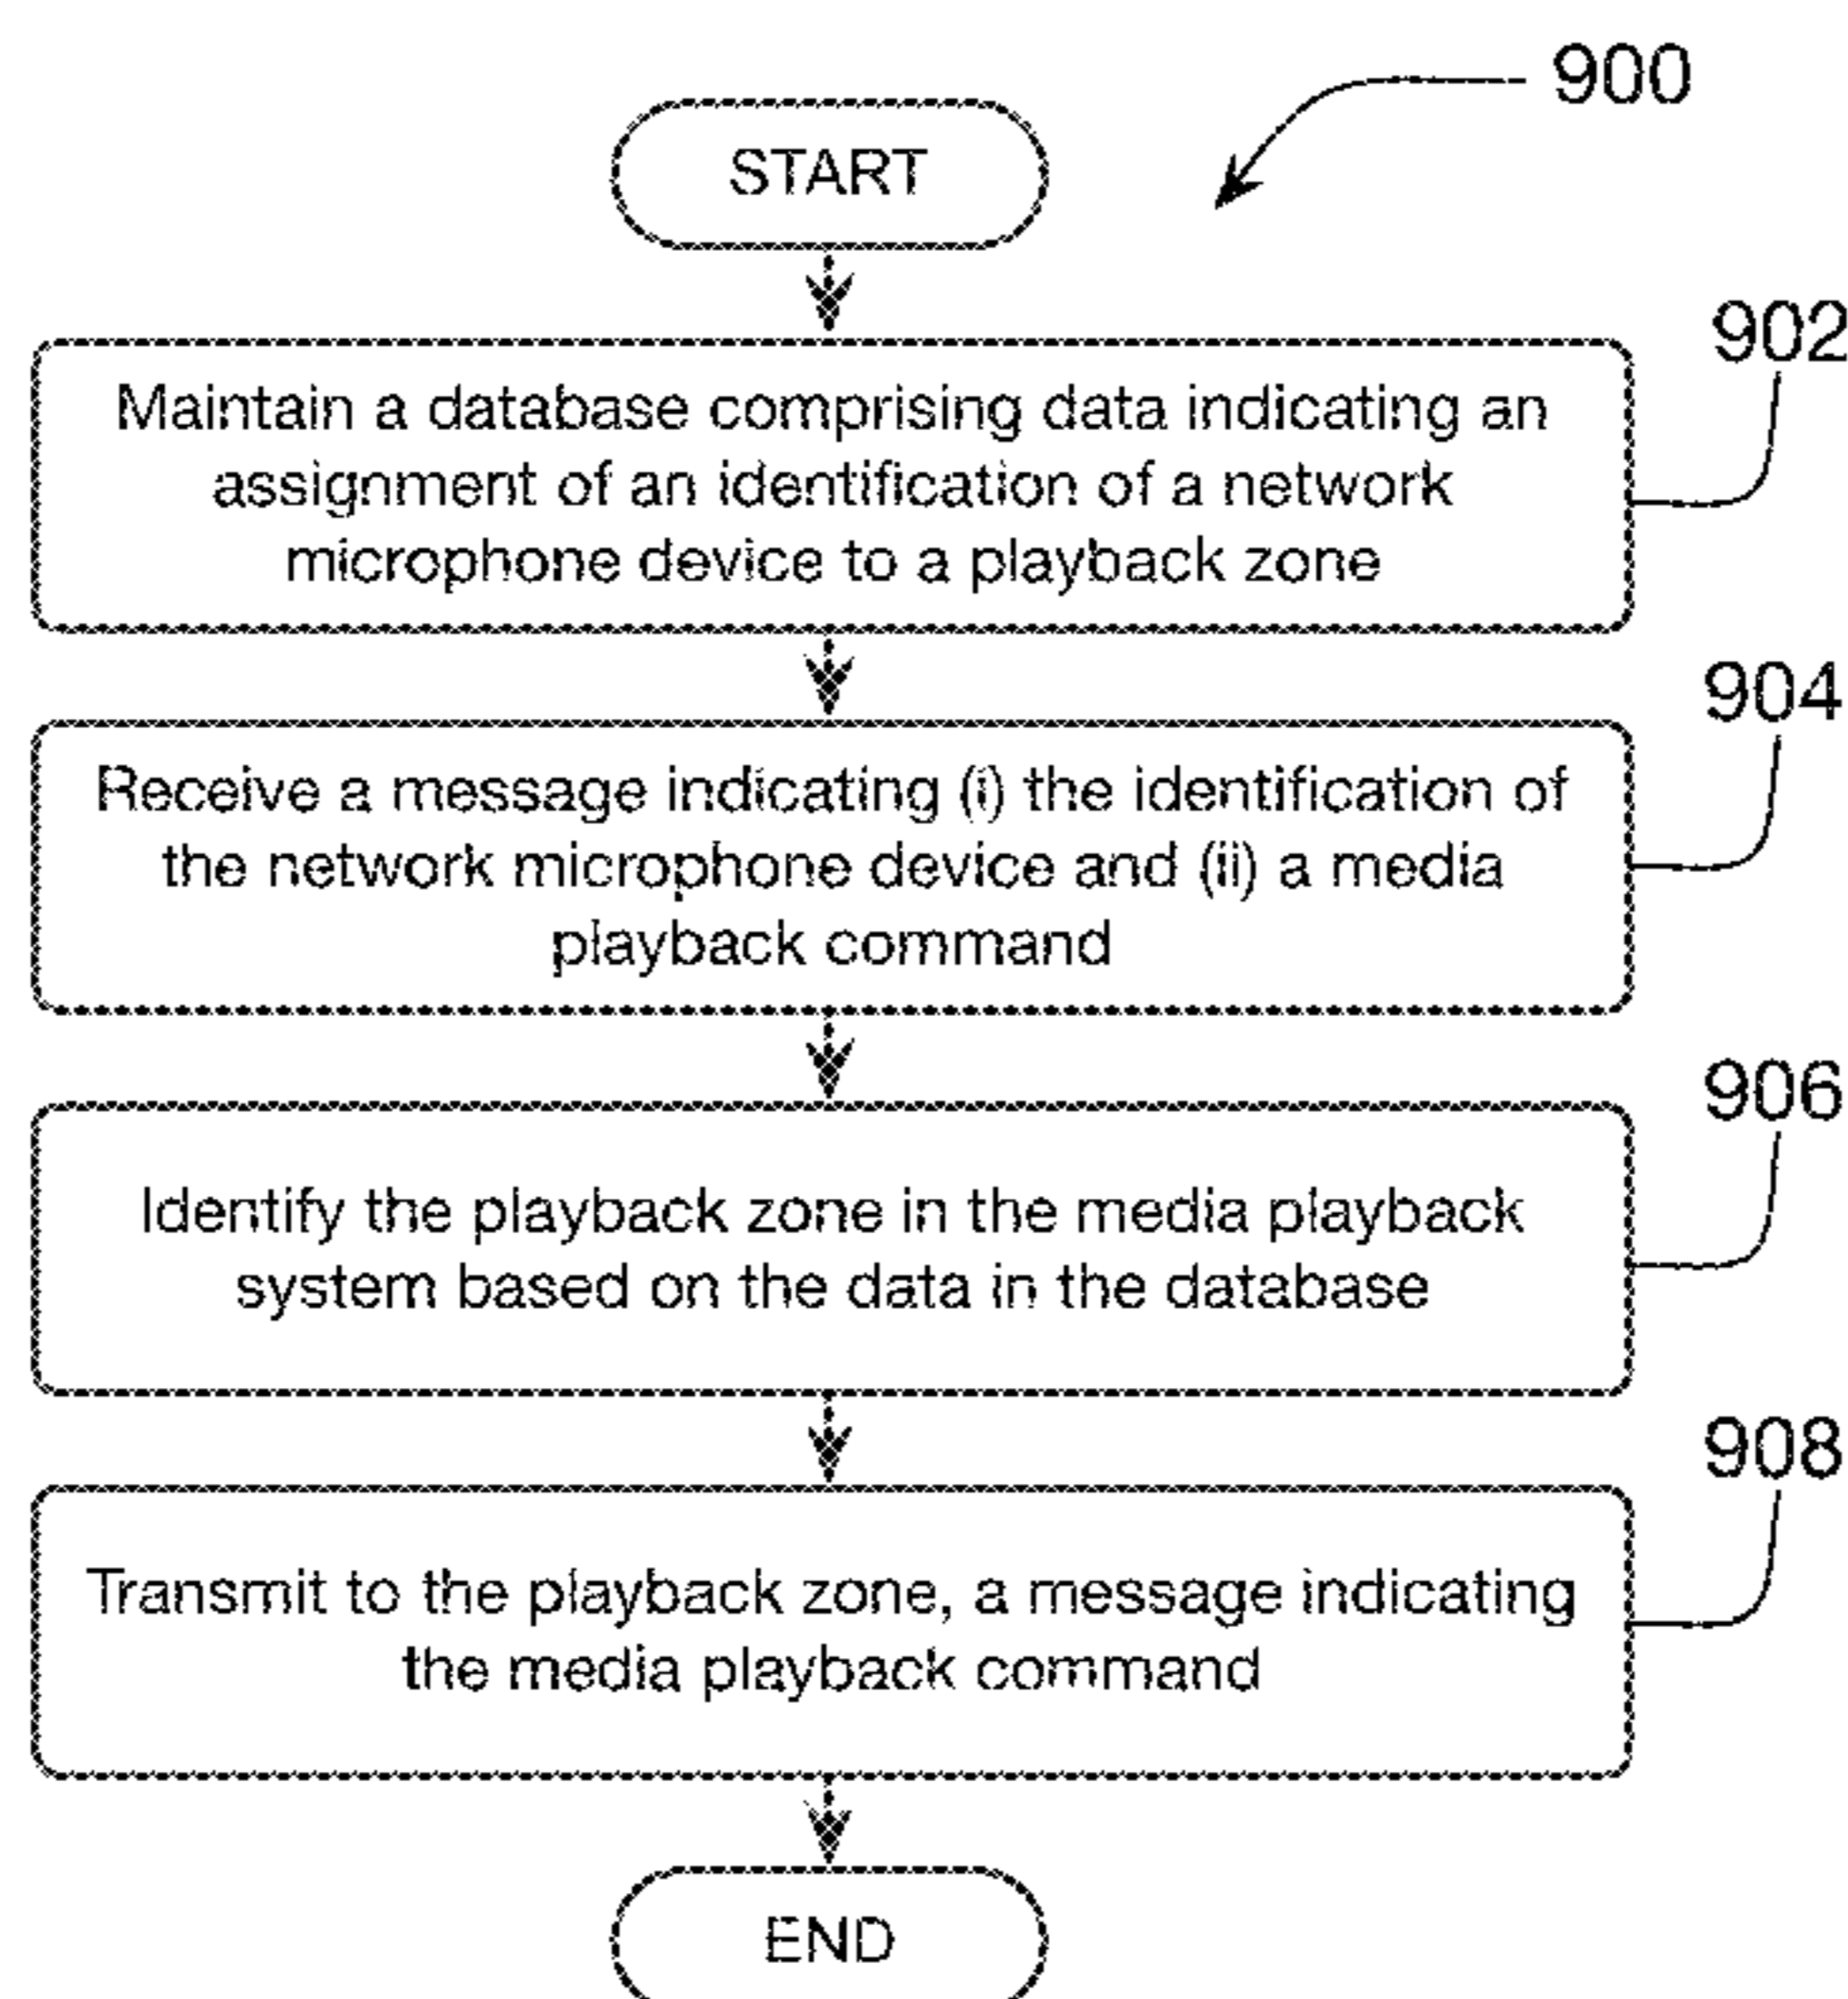 900
START
902
Maintain a database comprising data indicating an
assignment of an identification of a network
microphone device to a playback zone
904
Receive a message indicating (i) the identification of
the network microphone device and (ii) a media
playback command
906
Identify the playback zone in the media playback
system based on the data in the database
908
Transmit to the playback zone, a message indicating
the media playback command
END